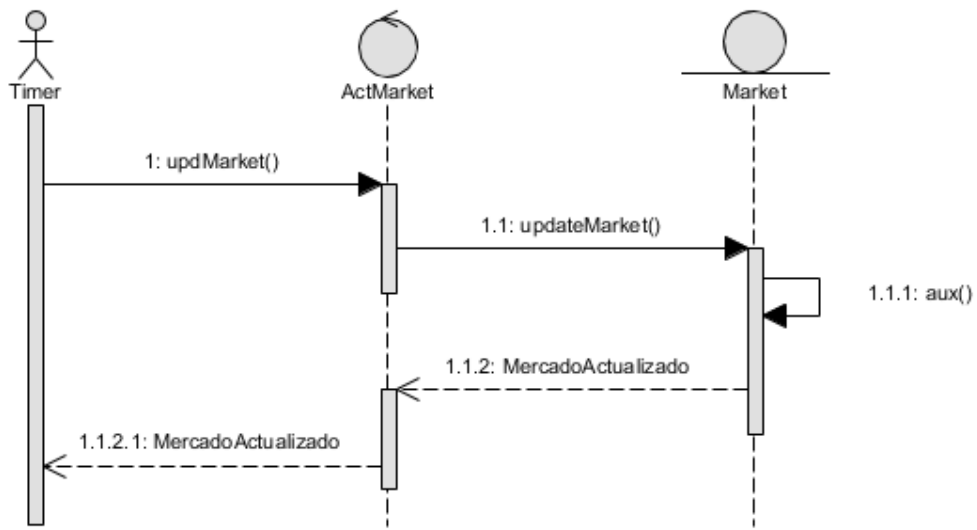 Timer
ActMarket
Market
1: updMarket()
1.1: updateMarket()
1.1.1: aux()
1.1.2: MercadoActualizado
1.1.2.1: MercadoActualizado